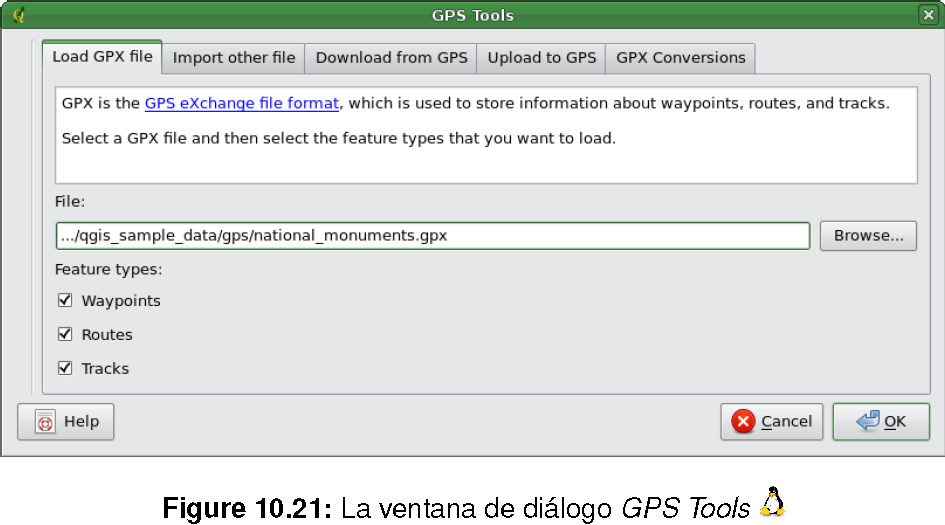 GPS Tools
Load GPX file
Import other file
Download from GPS
Upload to GPS
GPX Conversions
GPX is the GPS eXchange file format, which is used to store information about waypoints, routes, and tracks.
Select a GPX file and then select the feature types that you want to load.
File:
.../qgis_sample_data/gps/national_monuments.gpx
Browse...
Feature types:
Waypoints
Routes
Tracks
Help
Cancel
OK
Figure 10.21: La ventana de diálogo GPS Tools